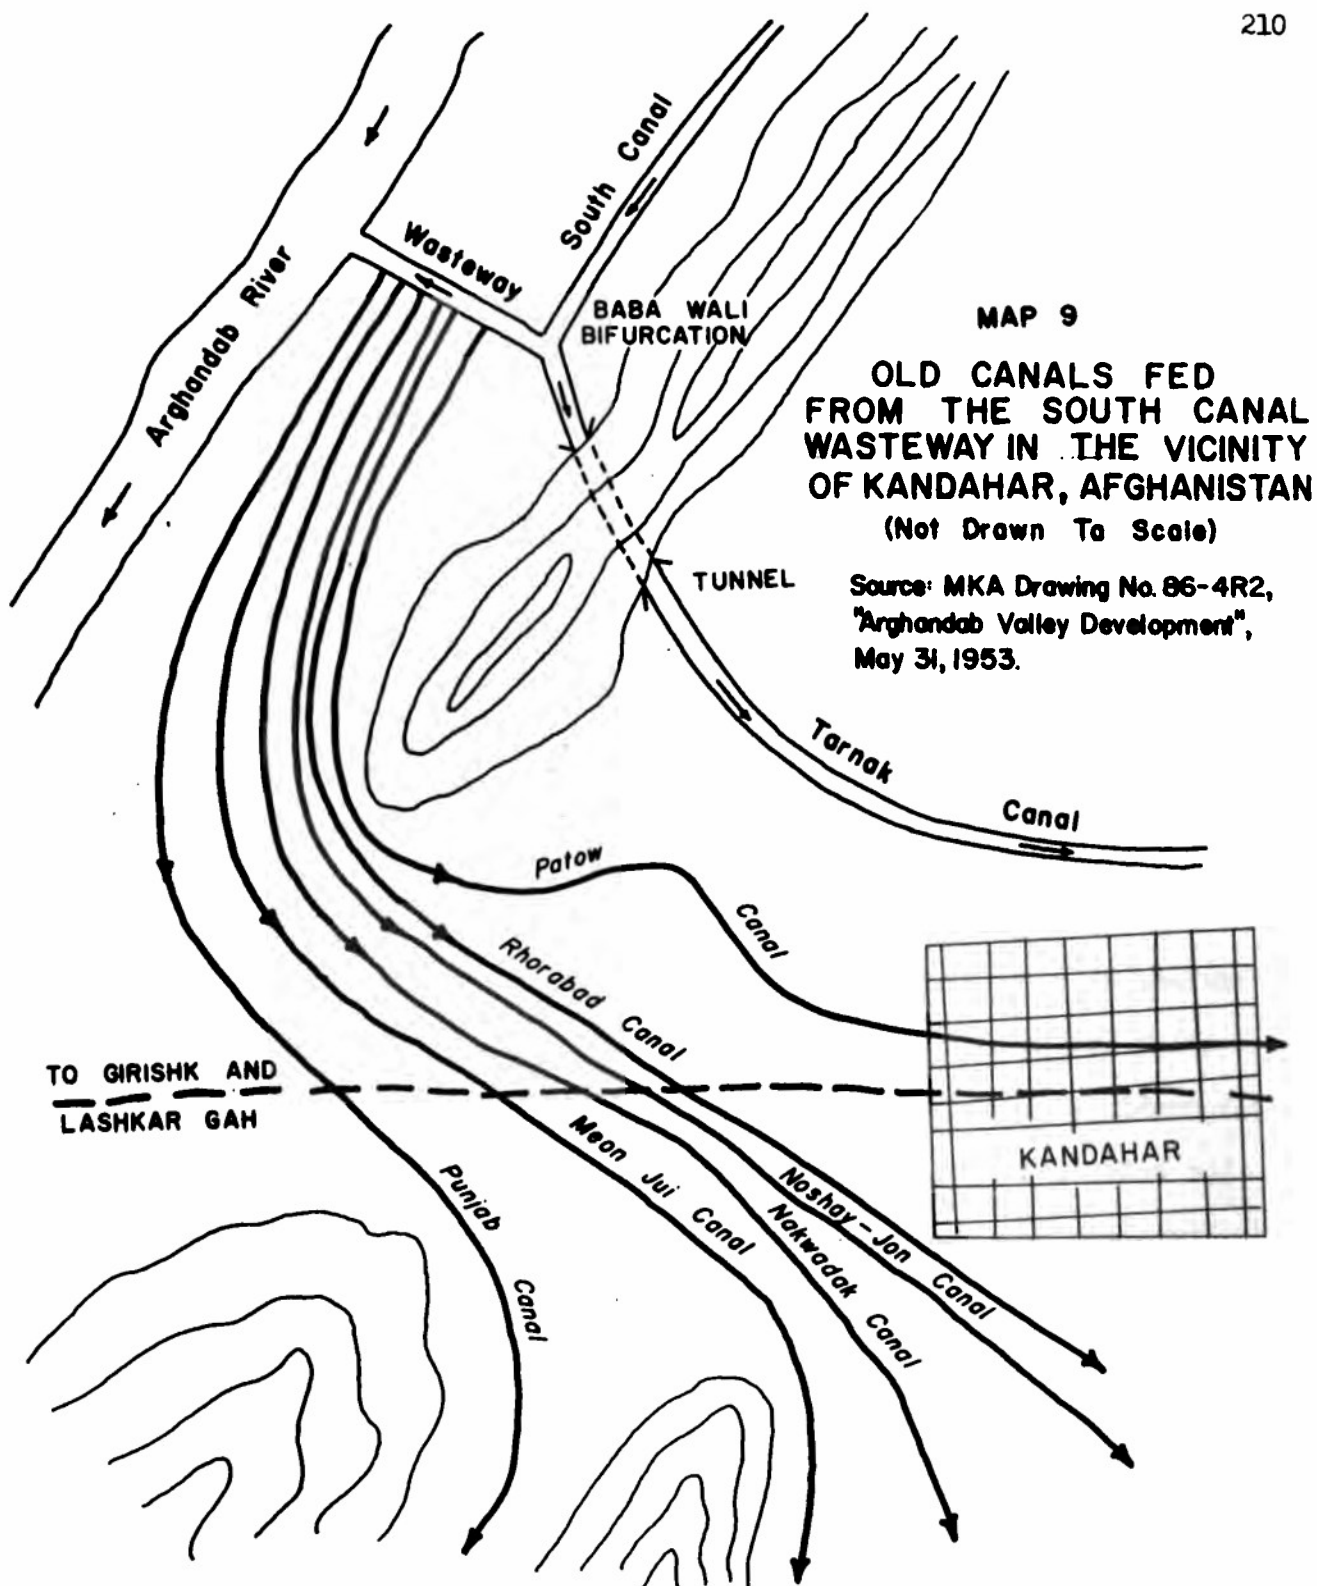 210
South Canal
Wasteway
Arghandab River
BABA WALI
BIFURCATION
MAP 9
OLD CANALS FED
FROM THE SOUTH CANAL
WASTEWAY IN THE VICINITY
OF KANDAHAR, AFGHANISTAN
(Not Drawn To Scale)
Source: MKA Drawing No. 86-4R2,
"Arghandab Valley Development",
May 31, 1953.
TUNNEL
Tarnak Canal
Patow Canal
Rhorabad Canal
TO GIRISHK AND
LASHKAR GAH
KANDAHAR
Meon Jui Canal
Punjab Canal
Noshay-Jon Canal
Nakwadak Canal